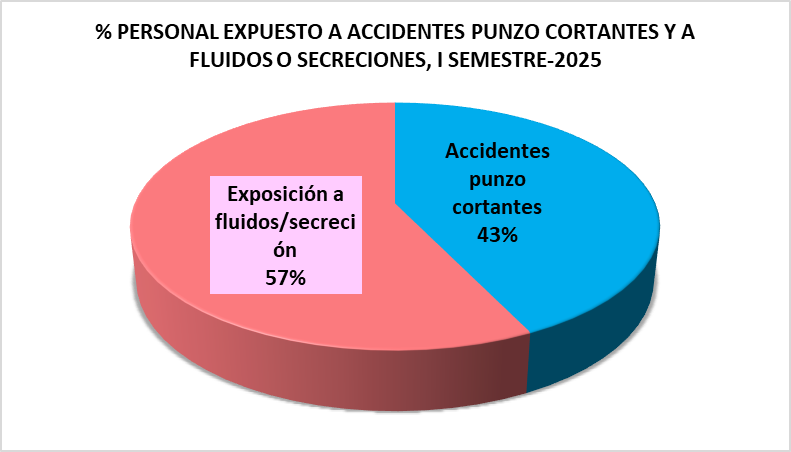 % PERSONAL EXPUESTO A ACCIDENTES PUNZO CORTANTES Y A
FLUIDOS O SECRECIONES, I SEMESTRE-2025
Accidentes
punzo
cortantes
43%
Exposición a
fluidos/secreci
ón
57%